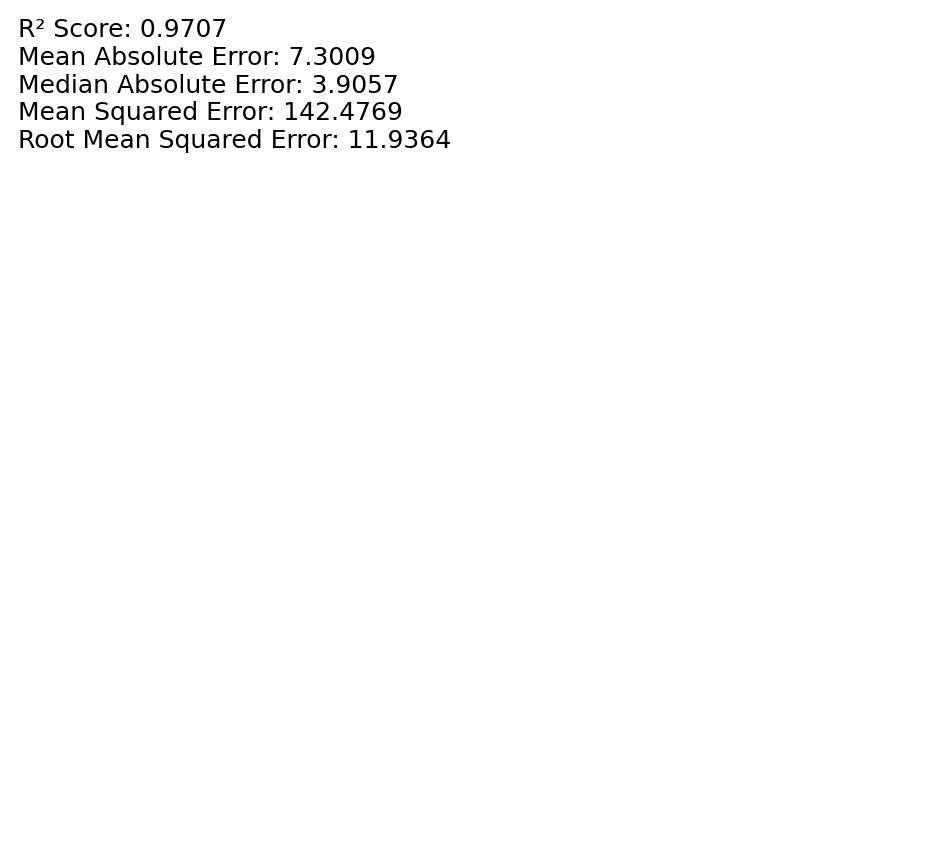 R² Score: 0.9707
Mean Absolute Error: 7.3009
Median Absolute Error: 3.9057
Mean Squared Error: 142.4769
Root Mean Squared Error: 11.9364